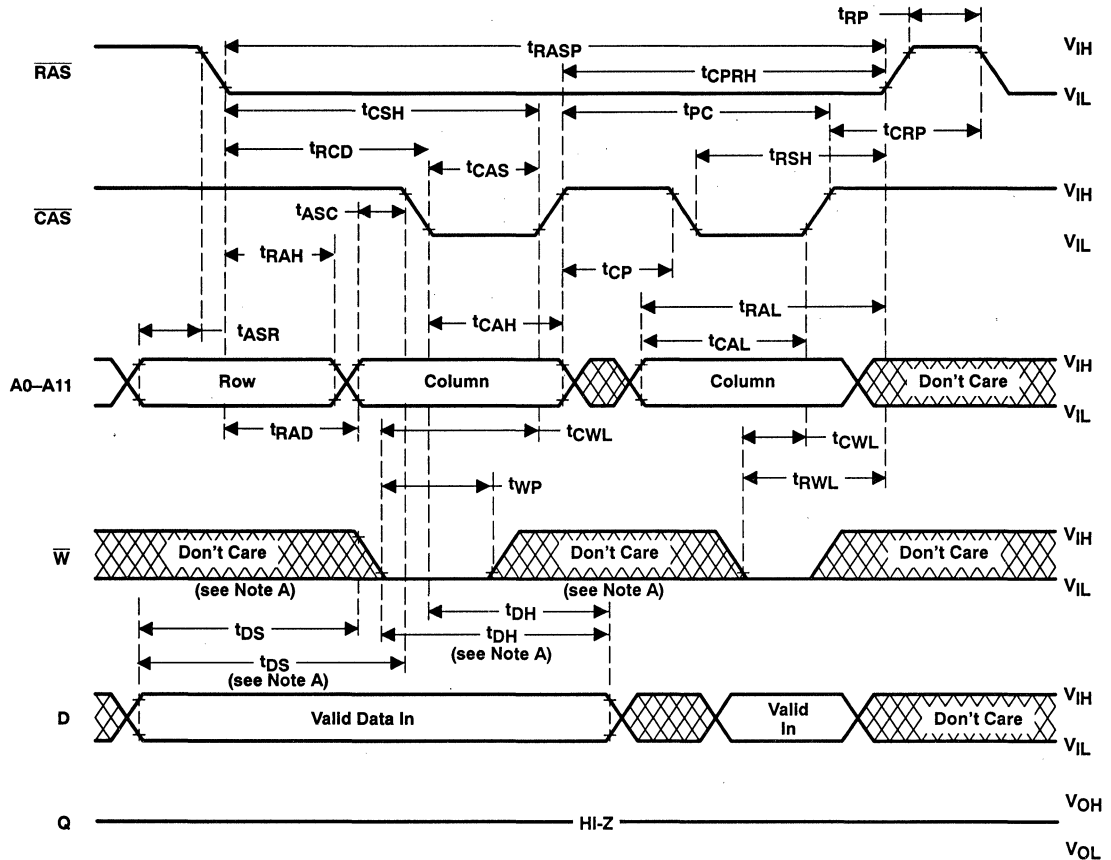 tRP
tRASP
VIH
RAS
tCPRH
VIL
tCSH
tPC
tCRP
tRCD
tRSH
tCAS
VIH
CAS
tASC
VIL
tRAH
tCP
tRAL
tASR
tCAH
tCAL
VIH
A0–A11
Row
Column
Column
Don't Care
VIL
tRAD
tCWL
tCWL
tWP
tRWL
VIH
W
Don't Care
Don't Care
Don't Care
(see Note A)
(see Note A)
VIL
tDH
tDS
tDH
(see Note A)
tDS
(see Note A)
VIH
D
Valid Data In
Valid
In
Don't Care
VIL
VOH
Q
HI-Z
VOL